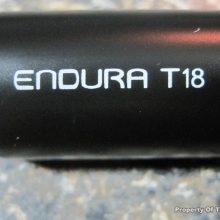 ENDURA T18
Property Of T